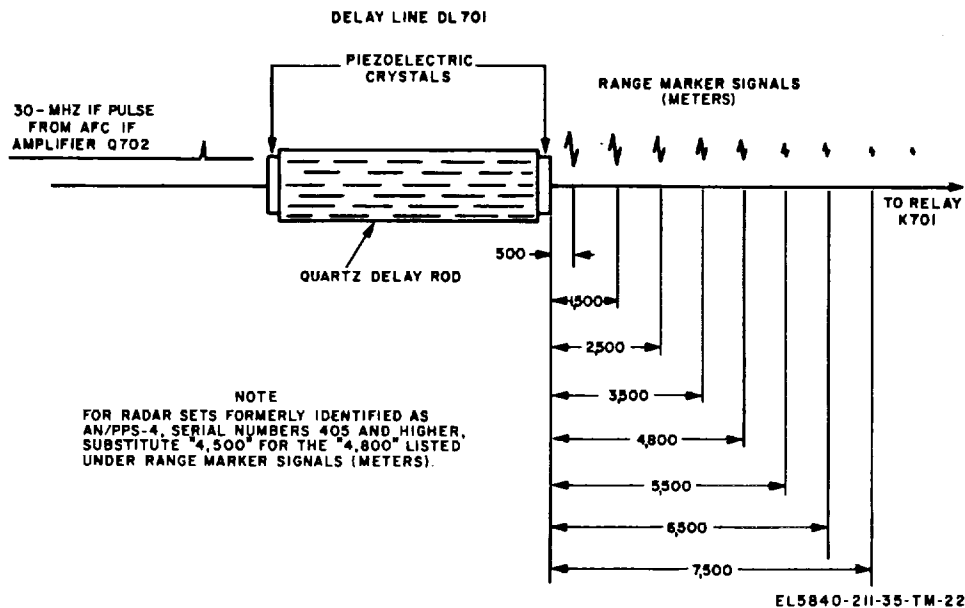 DELAY LINE DL701
PIEZOELECTRIC
CRYSTALS
RANGE MARKER SIGNALS
(METERS)
30-MHZ IF PULSE
FROM AFC IF
AMPLIFIER Q702
TO RELAY
K701
500
QUARTZ DELAY ROD
1,500
2,500
3,500
4,800
5,500
6,500
7,500
NOTE
FOR RADAR SETS FORMERLY IDENTIFIED AS
AN/PPS-4, SERIAL NUMBERS 405 AND HIGHER,
SUBSTITUTE "4,500" FOR THE "4,800" LISTED
UNDER RANGE MARKER SIGNALS (METERS).
EL5840-211-35-TM-22